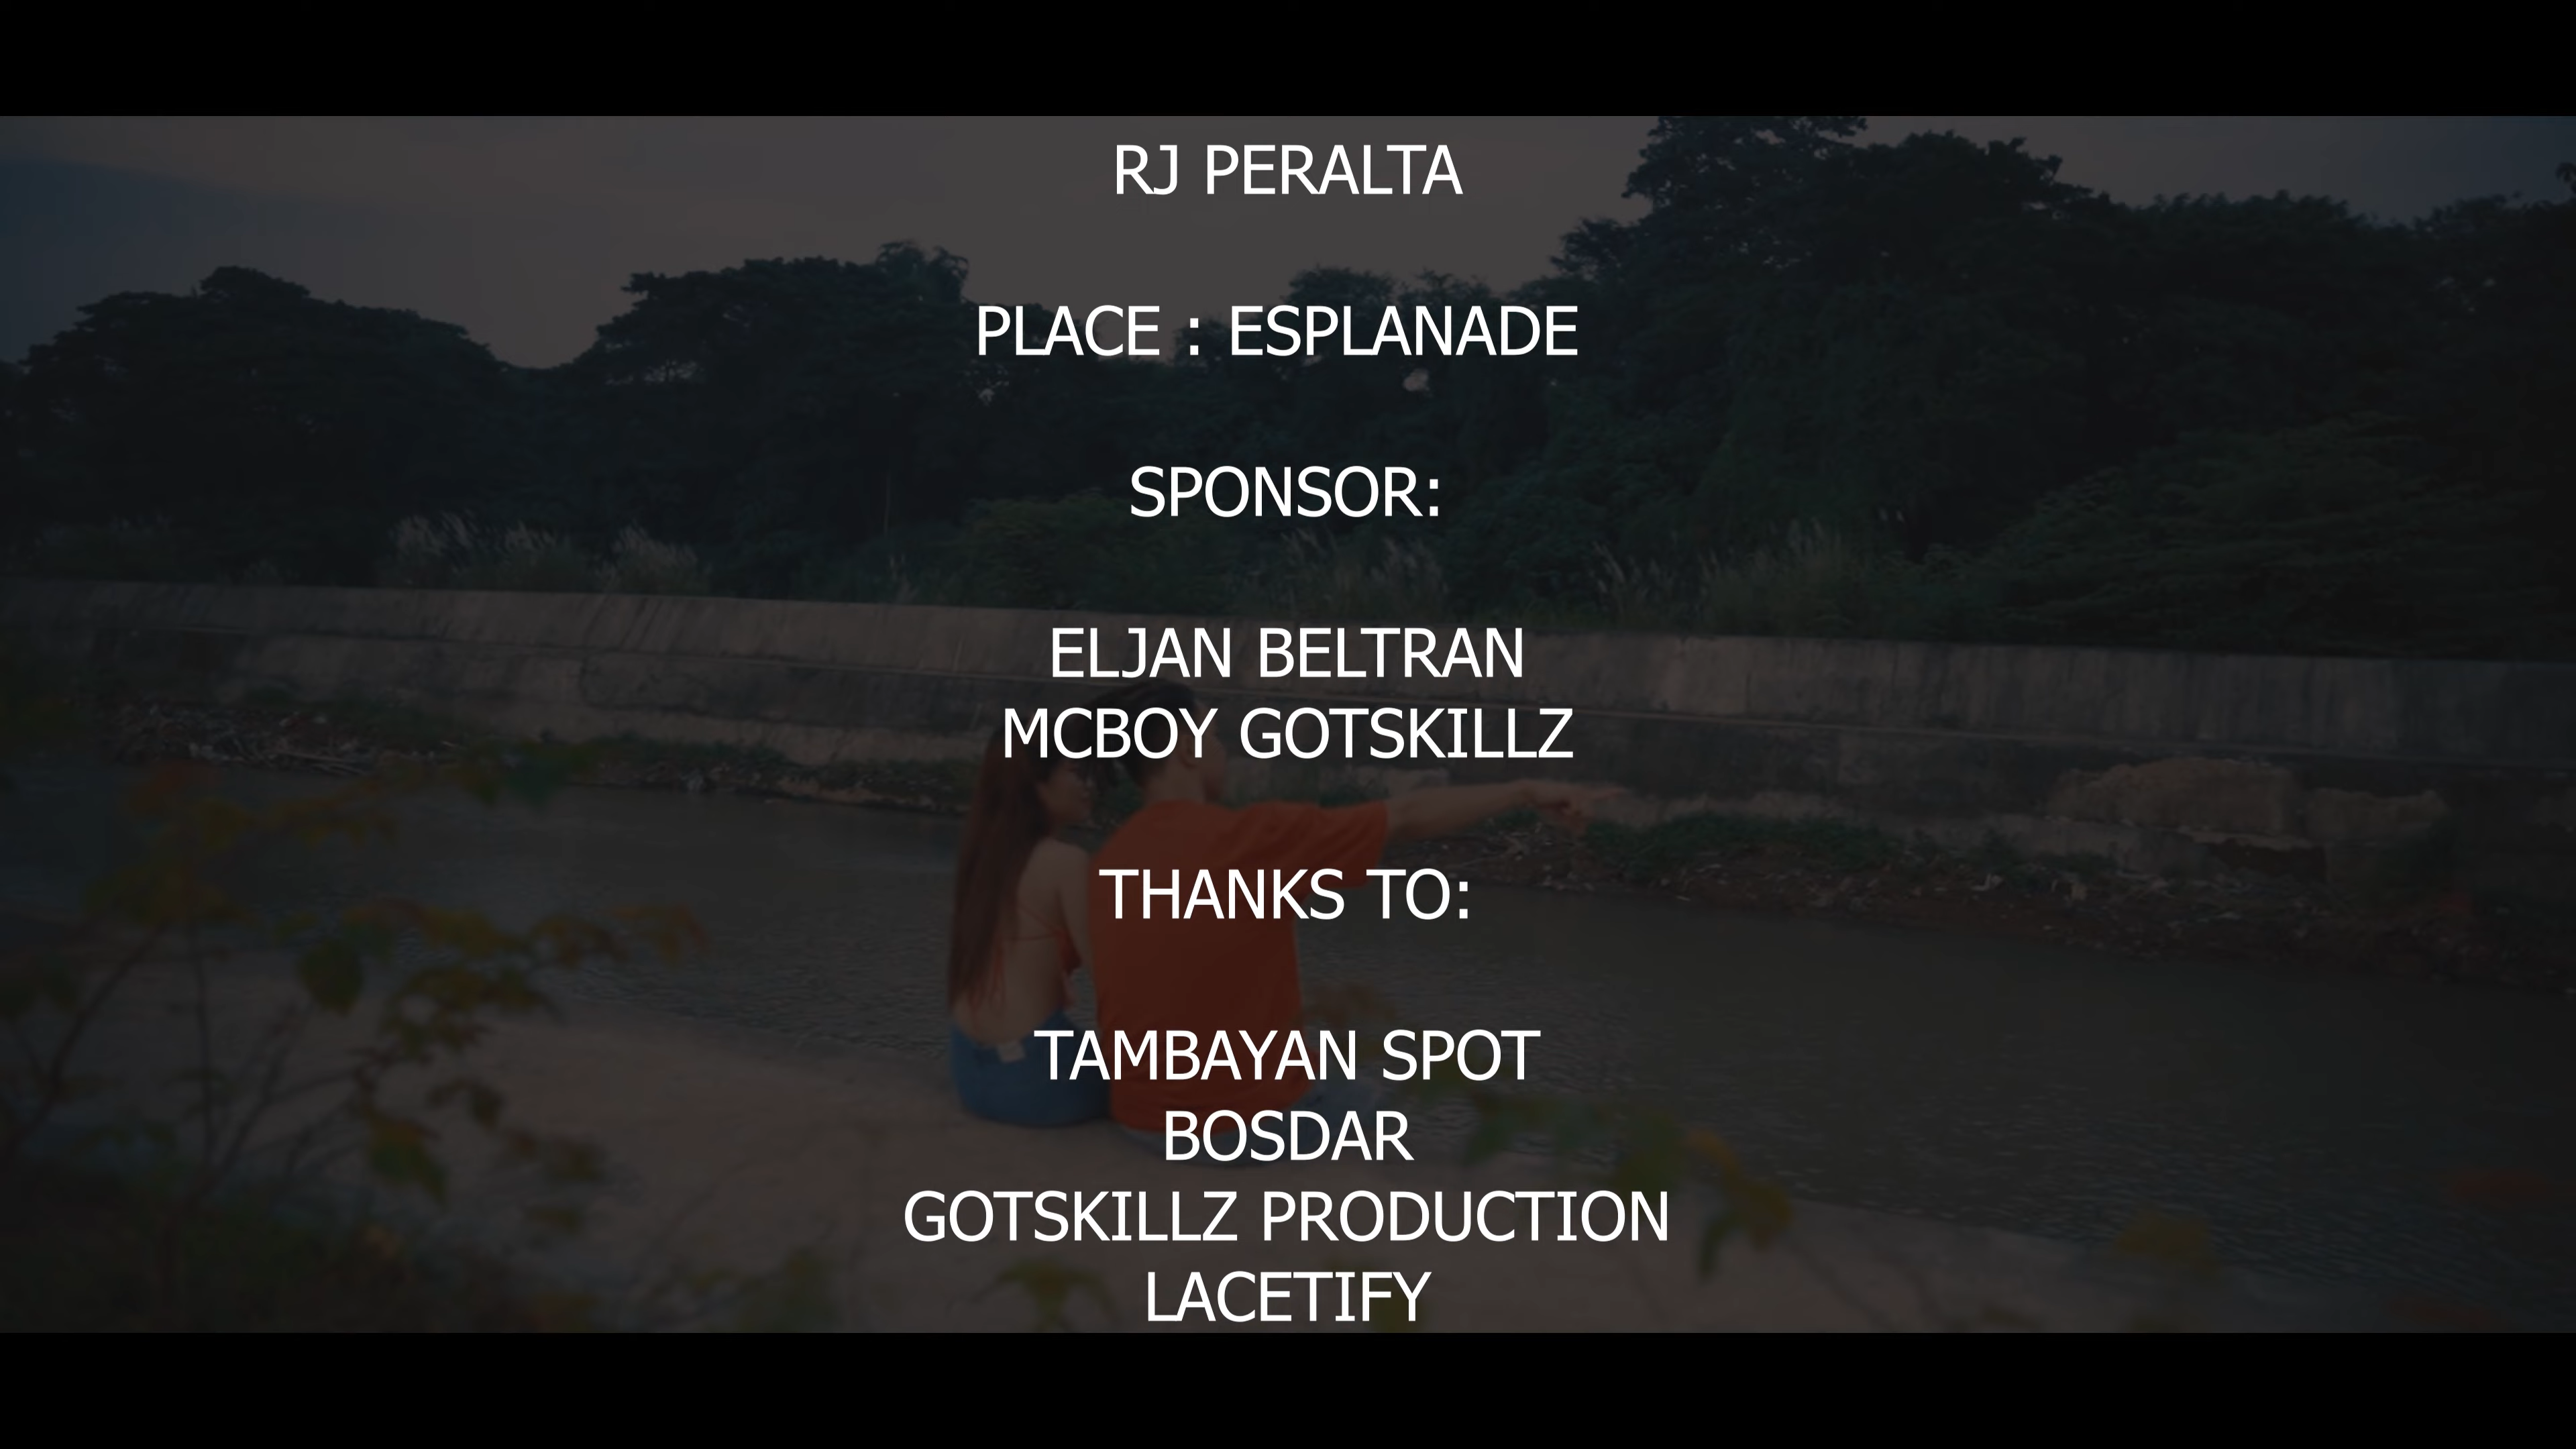 RJ PERALTA
PLACE : ESPLANADE
SPONSOR:
ELJAN BELTRAN
MCBOY GOTSKILLZ
THANKS TO:
TAMBAYAN SPOT
BOSDAR
GOTSKILLZ PRODUCTION
LACETIFY